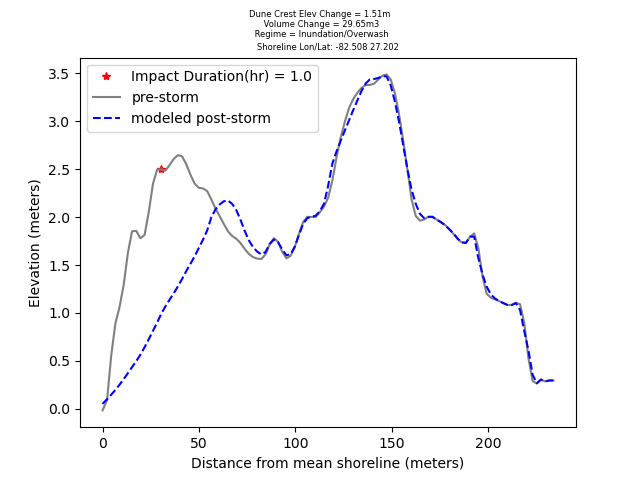 Dune Crest Elev Change = 1.51m
Volume Change = 29.65m3
Regime = Inundation/Overwash
Shoreline Lon/Lat: -82.508 27.202
Impact Duration(hr) = 1.0
pre-storm
modeled post-storm
Elevation (meters)
3.5
3.0
2.5
2.0
1.5
1.0
0.5
0.0
0 50 100 150 200
Distance from mean shoreline (meters)